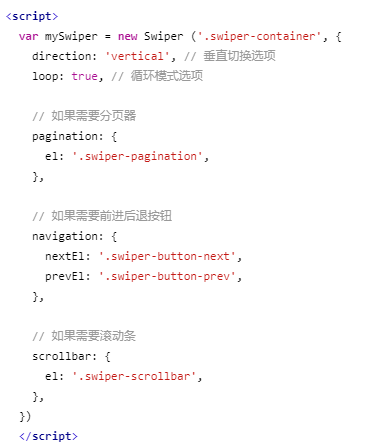 <script>
var mySwiper = new Swiper ('.swiper-container', {
direction: 'vertical', // 垂直切换选项
loop: true, // 循环模式选项
// 如果需要分页器
pagination: {
el: '.swiper-pagination',
},
// 如果需要前进后退按钮
navigation: {
nextEl: '.swiper-button-next',
prevEl: '.swiper-button-prev',
},
// 如果需要滚动条
scrollbar: {
el: '.swiper-scrollbar',
},
})
</script>